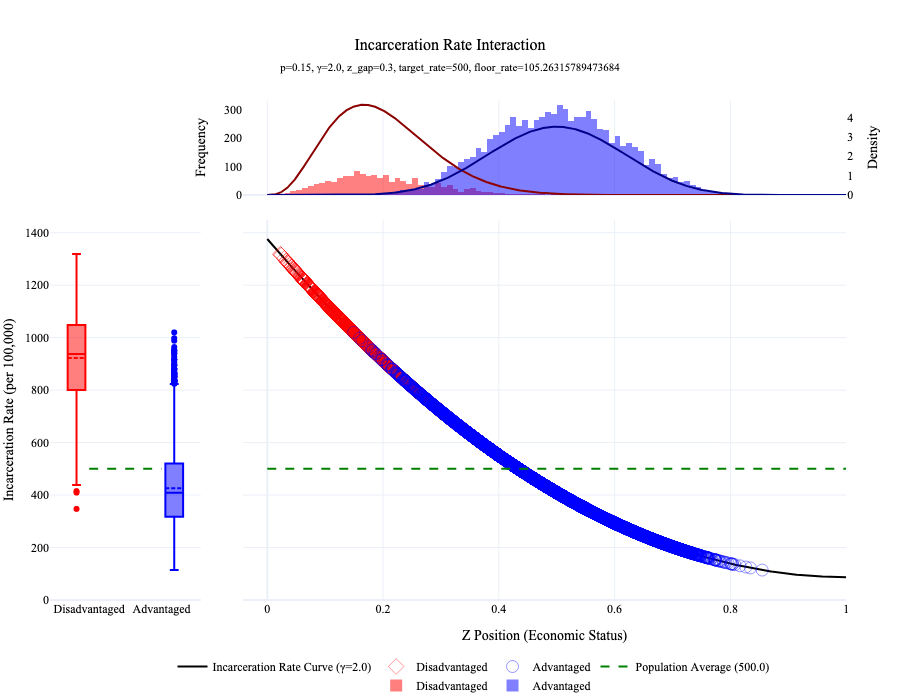 Incarceration Rate Interaction
p=0.15, γ=2.0, z_gap=0.3, target_rate=500, floor_rate=105.26315789473684
Frequency
300
200
100
0
Density
4
3
2
1
0
Incarceration Rate (per 100,000)
1400
1200
1000
800
600
400
200
0
Disadvantaged Advantaged
0 0.2 0.4 0.6 0.8 1
Z Position (Economic Status)
Incarceration Rate Curve (γ=2.0) Disadvantaged Advantaged Population Average (500.0)
Disadvantaged Advantaged